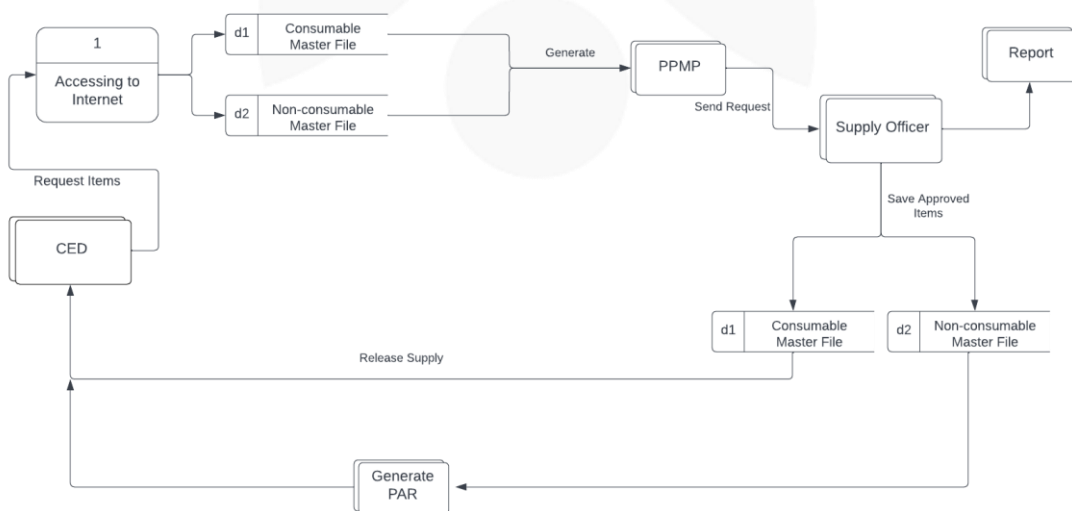 1
Accessing to
Internet
d1
Consumable
Master File
d2
Non-consumable
Master File
Generate
PPMP
Send Request
Supply Officer
Report
Request Items
CED
Save Approved
Items
d1
Consumable
Master File
d2
Non-consumable
Master File
Release Supply
Generate
PAR